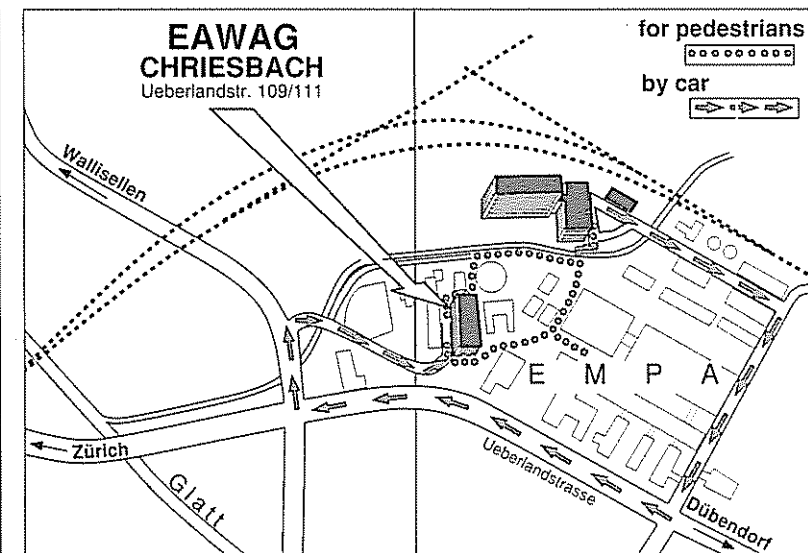 EAWAG
CHRIESBACH
Ueberlandstr. 109/111
for pedestrians
by car
Wallisellen
E M P A
Zürich
Ueberlandstrasse
Glatt
Dübendorf